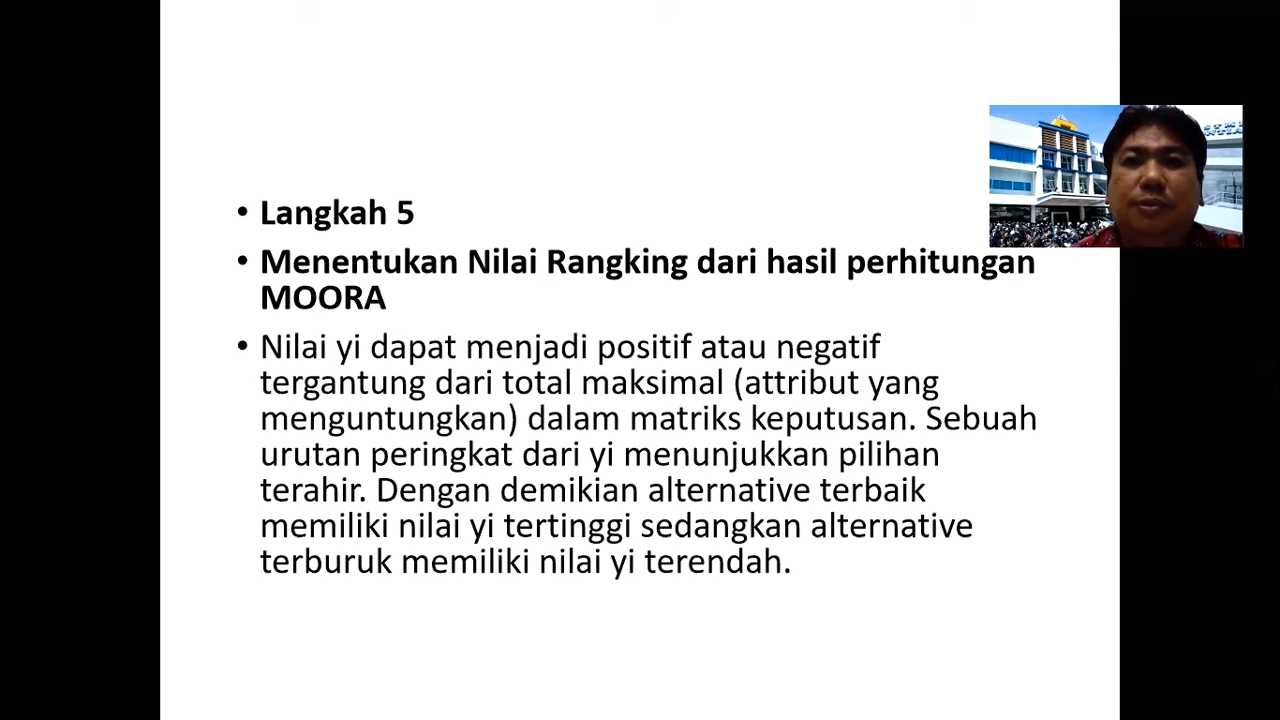 • Langkah 5
• Menentukan Nilai Rangking dari hasil perhitungan
MOORA
• Nilai yi dapat menjadi positif atau negatif
tergantung dari total maksimal (attribut yang
menguntungkan) dalam matriks keputusan. Sebuah
urutan peringkat dari yi menunjukkan pilihan
terahir. Dengan demikian alternative terbaik
memiliki nilai yi tertinggi sedangkan alternative
terburuk memiliki nilai yi terendah.